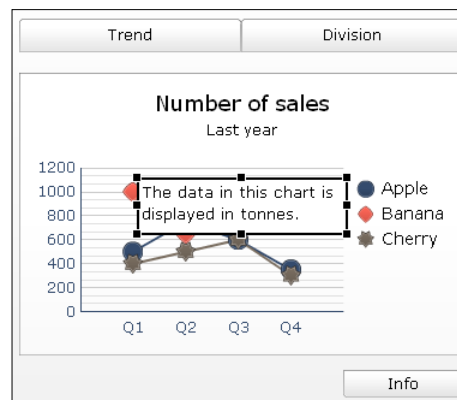 Trend Division
Number of sales
Last year
1200
1000
800
600
400
200
0
The data in this chart is
displayed in tonnes.
Apple
Banana
Cherry
Q1 Q2 Q3 Q4
Info